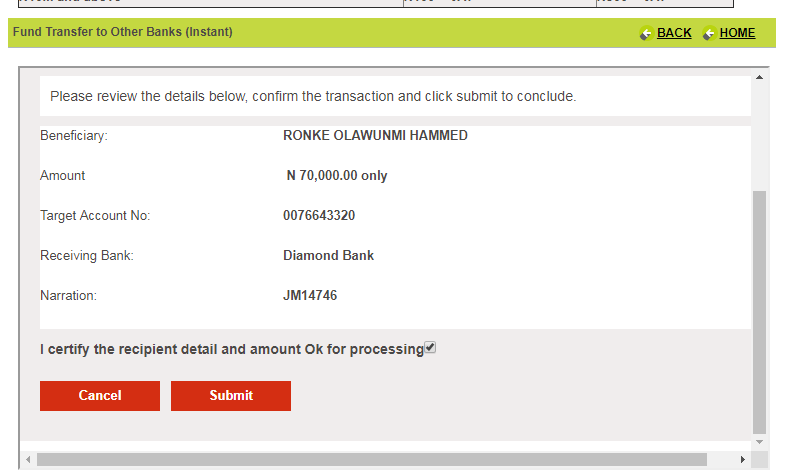 Fund Transfer to Other Banks (Instant)
BACK HOME
Please review the details below, confirm the transaction and click submit to conclude.
Beneficiary: RONKE OLAWUNMI HAMMED
Amount N 70,000.00 only
Target Account No: 0076643320
Receiving Bank: Diamond Bank
Narration: JM14746
I certify the recipient detail and amount Ok for processing
Cancel Submit